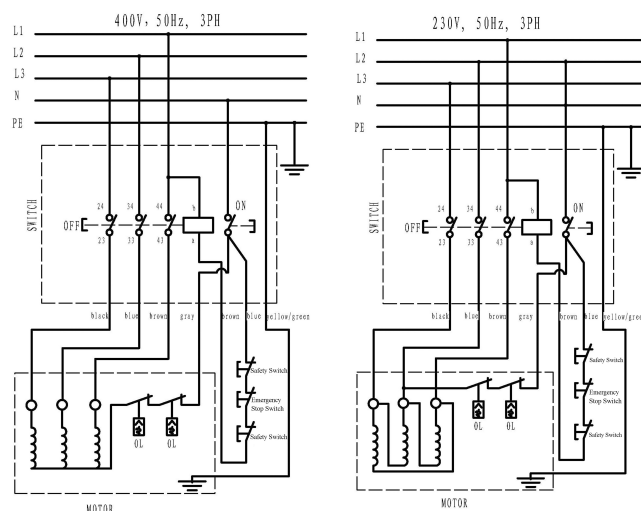 400V, 50Hz, 3PH
L1
L2
L3
N
PE
SWITCH
24
34
44
b
ON
OFF
23
33
43
a
black
blue
brown
gray
brown
blue
yellow/green
Safety Switch
Emergency
Stop Switch
Safety Switch
OL
OL
MOTOR
230V, 50Hz, 3PH
L1
L2
L3
N
PE
SWITCH
24
34
44
b
ON
OFF
23
33
43
a
black
blue
brown
gray
brown
blue
yellow/green
Safety Switch
Emergency
Stop Switch
Safety Switch
OL
OL
MOTOR